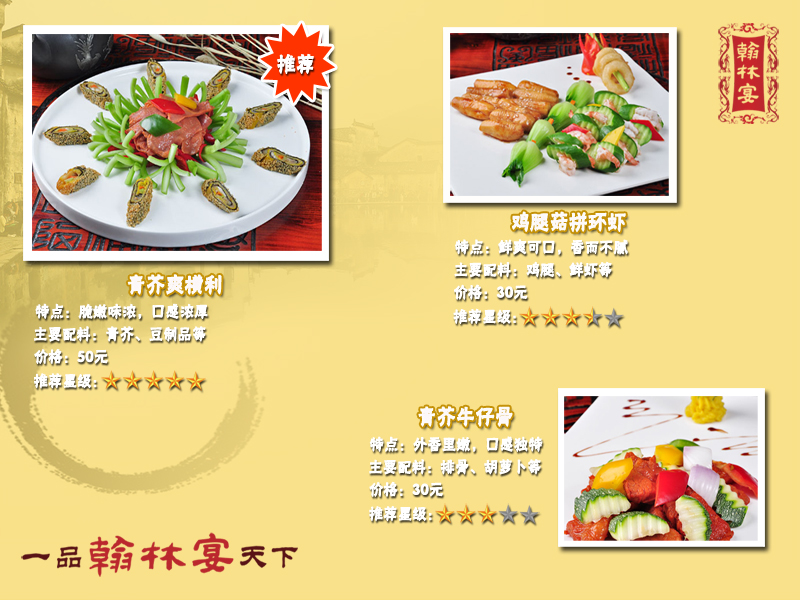 推荐
翰林宴
青芥爽横利
特点：脆嫩味浓，口感浓厚
主要配料：青芥、豆制品等
价格：50元
推荐星级:
鸡腿菇拼环虾
特点：鲜爽可口，香而不腻
主要配料：鸡腿、鲜虾等
价格：30元
推荐星级:
青芥牛仔骨
特点：外香里嫩，口感独特
主要配料：排骨、胡萝卜等
价格：30元
推荐星级:
一品翰林宴天下